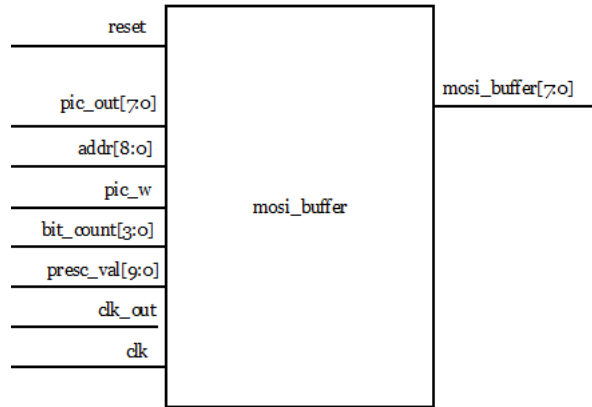 reset
pic_out[7:0]
addr[8:0]
pic_w
bit_count[3:0]
presc_val[9:0]
clk_out
clk
mosi_buffer
mosi_buffer[7:0]